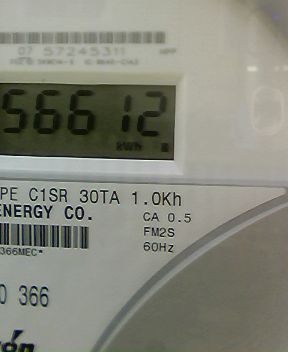 07 57245311
56612
kWh
PE C1SR 30TA 1.0Kh
ENERGY CO.
CA 0.5
FM2S
60Hz
366MEC*
0 366